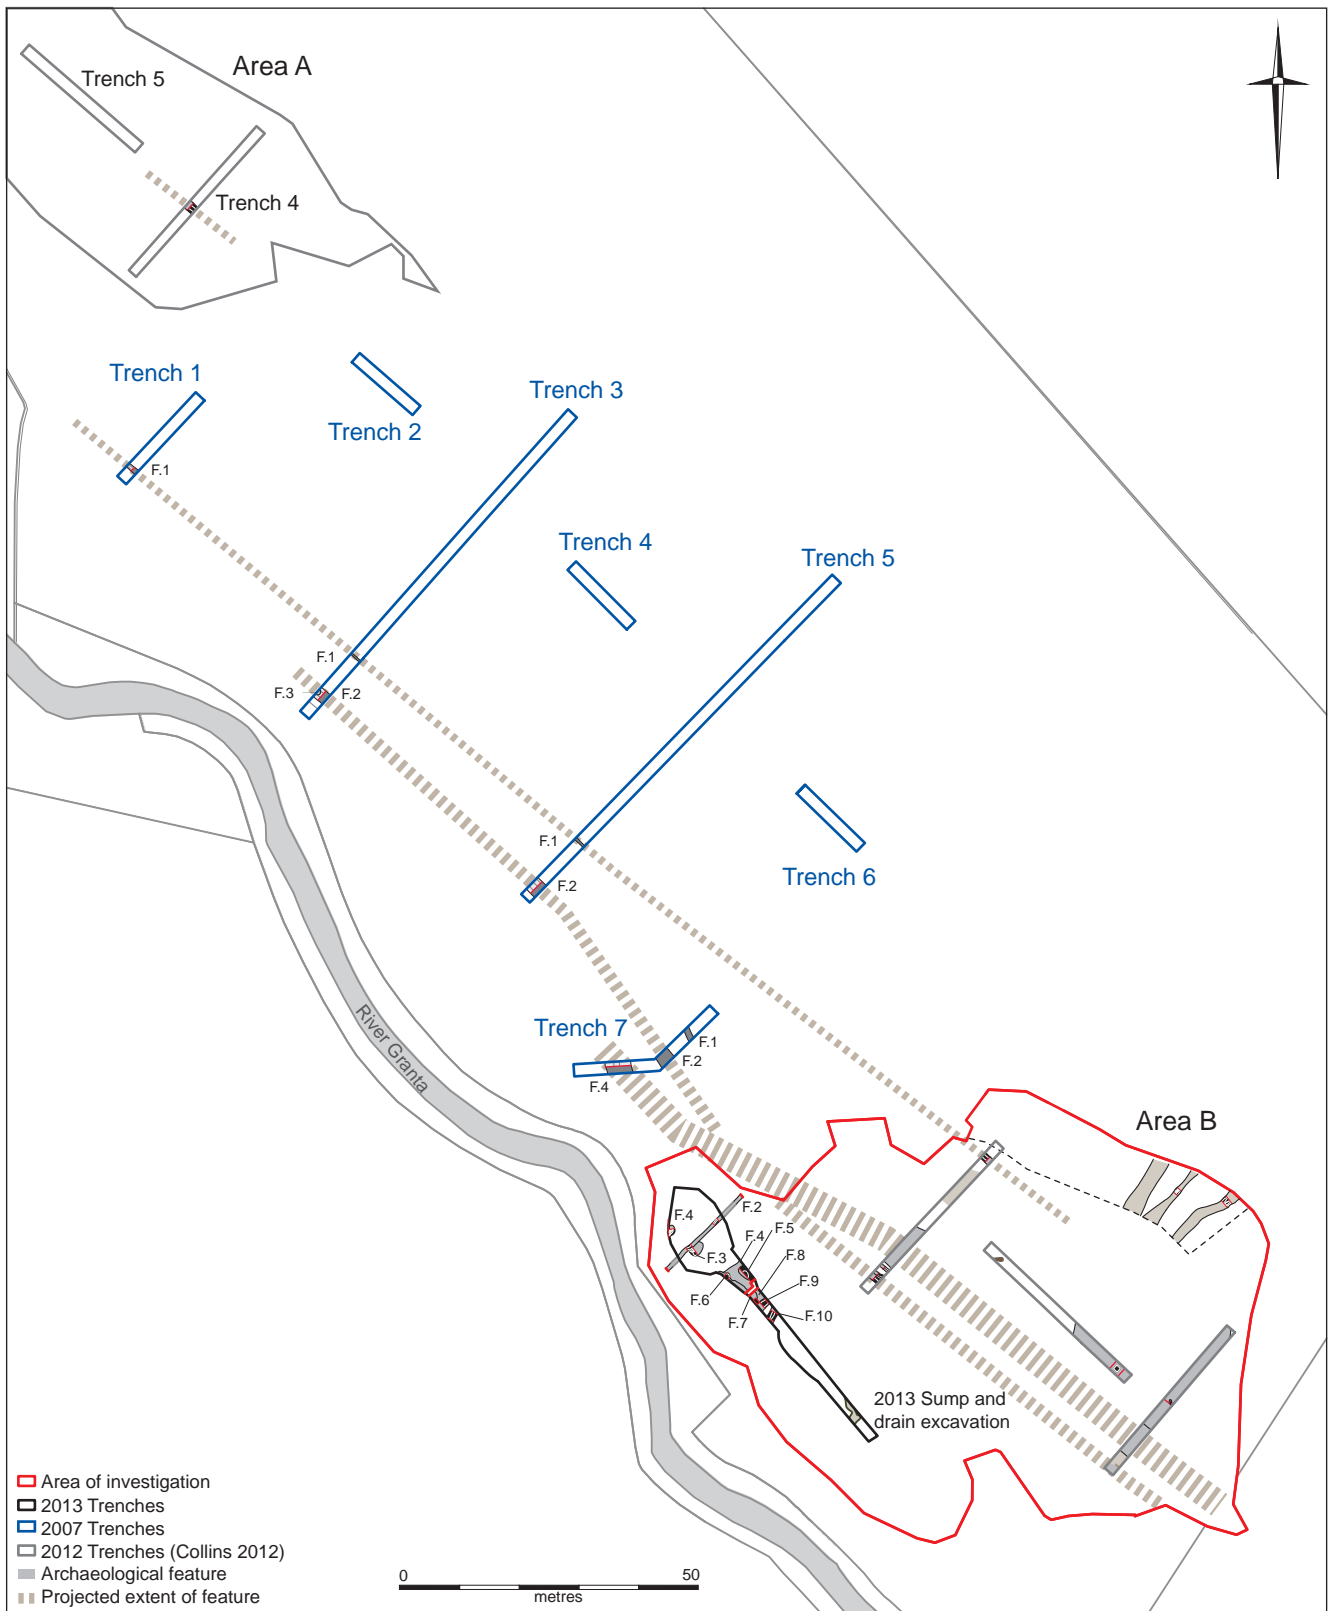 Area A
Trench 5
Trench 4
Trench 1
F.1
Trench 2
Trench 3
F.1
F.3
F.2
Trench 4
Trench 5
F.1
F.2
Trench 6
River Granta
Trench 7
F.1
F.2
F.4
Area B
F.2
F.4
F.5
F.4
F.3
F.8
F.9
F.6
F.7
F.10
2013 Sump and
drain excavation
Area of investigation
2013 Trenches
2007 Trenches
2012 Trenches (Collins 2012)
Archaeological feature
Projected extent of feature
0
50
metres